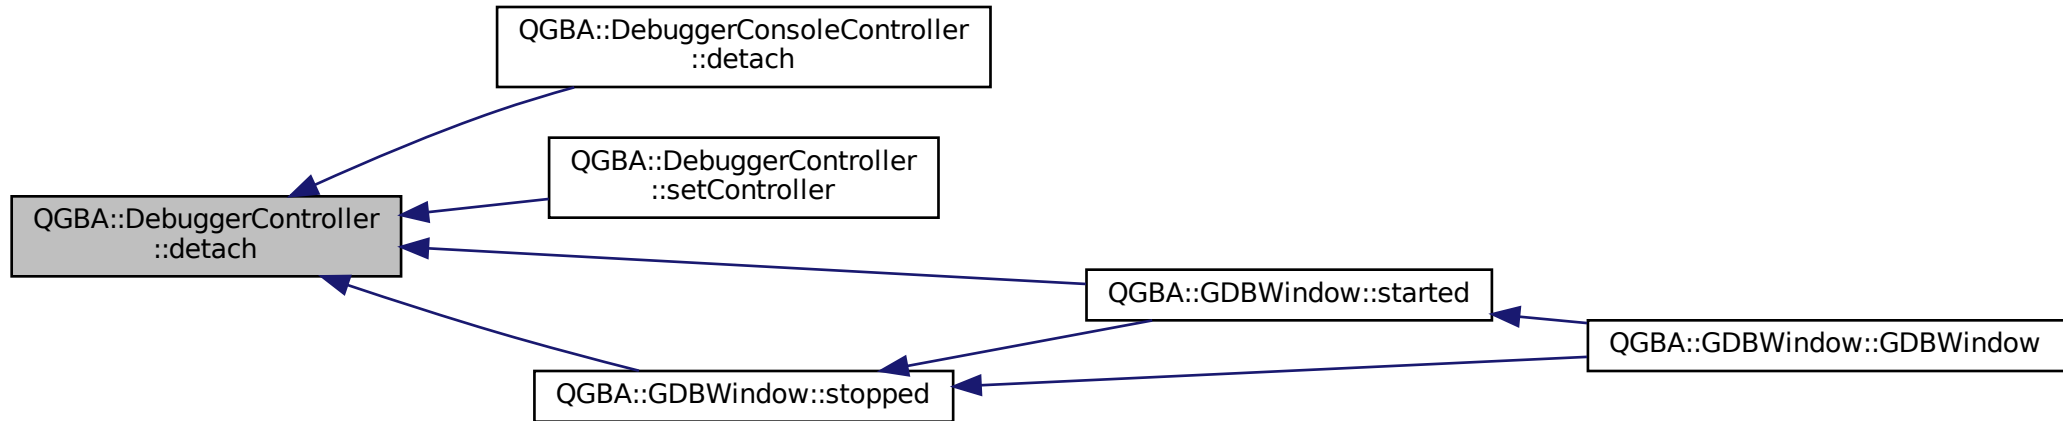 QGBA::DebuggerConsoleController
::detach
QGBA::DebuggerController
::setController
QGBA::DebuggerController
::detach
QGBA::GDBWindow::started
QGBA::GDBWindow::GDBWindow
QGBA::GDBWindow::stopped